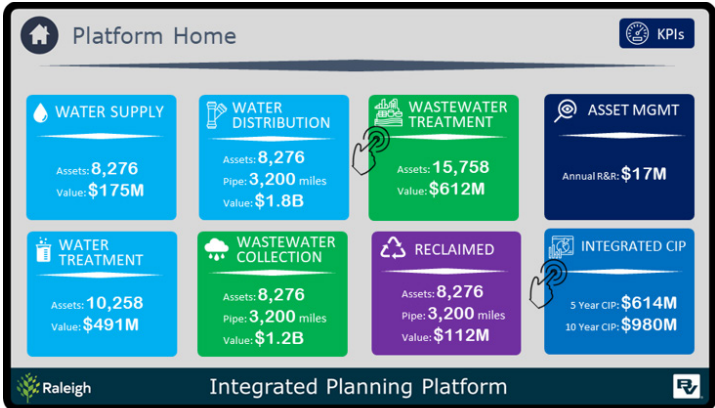 Platform Home
KPIs
WATER SUPPLY
Assets: 8,276
Value: $175M
WATER
DISTRIBUTION
Assets: 8,276
Pipe: 3,200 miles
Value: $1.8B
WASTEWATER
TREATMENT
Assets: 15,758
Value: $612M
ASSET MGMT
Annual R&R: $17M
WATER
TREATMENT
Assets: 10,258
Value: $491M
WASTEWATER
COLLECTION
Assets: 8,276
Pipe: 3,200 miles
Value: $1.2B
RECLAIMED
Assets: 8,276
Pipe: 3,200 miles
Value: $112M
INTEGRATED CIP
5 Year CIP: $614M
10 Year CIP: $980M
Raleigh
Integrated Planning Platform
BV